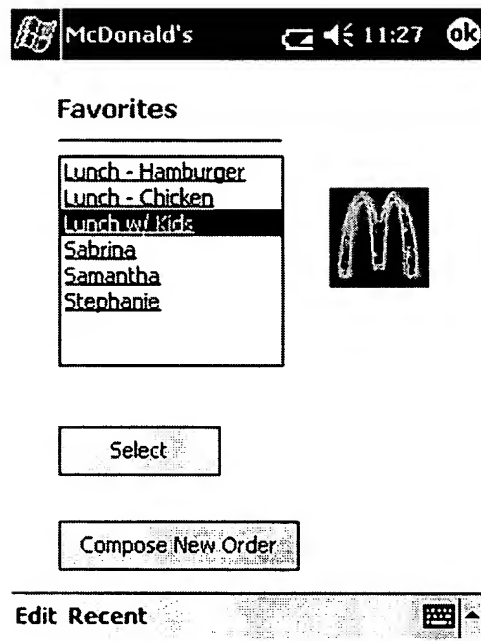 McDonald's 11:27 ok
Favorites
Lunch - Hamburger
Lunch - Chicken
Lunch w/ Kids
Sabrina
Samantha
Stephanie
Select
Compose New Order
Edit Recent